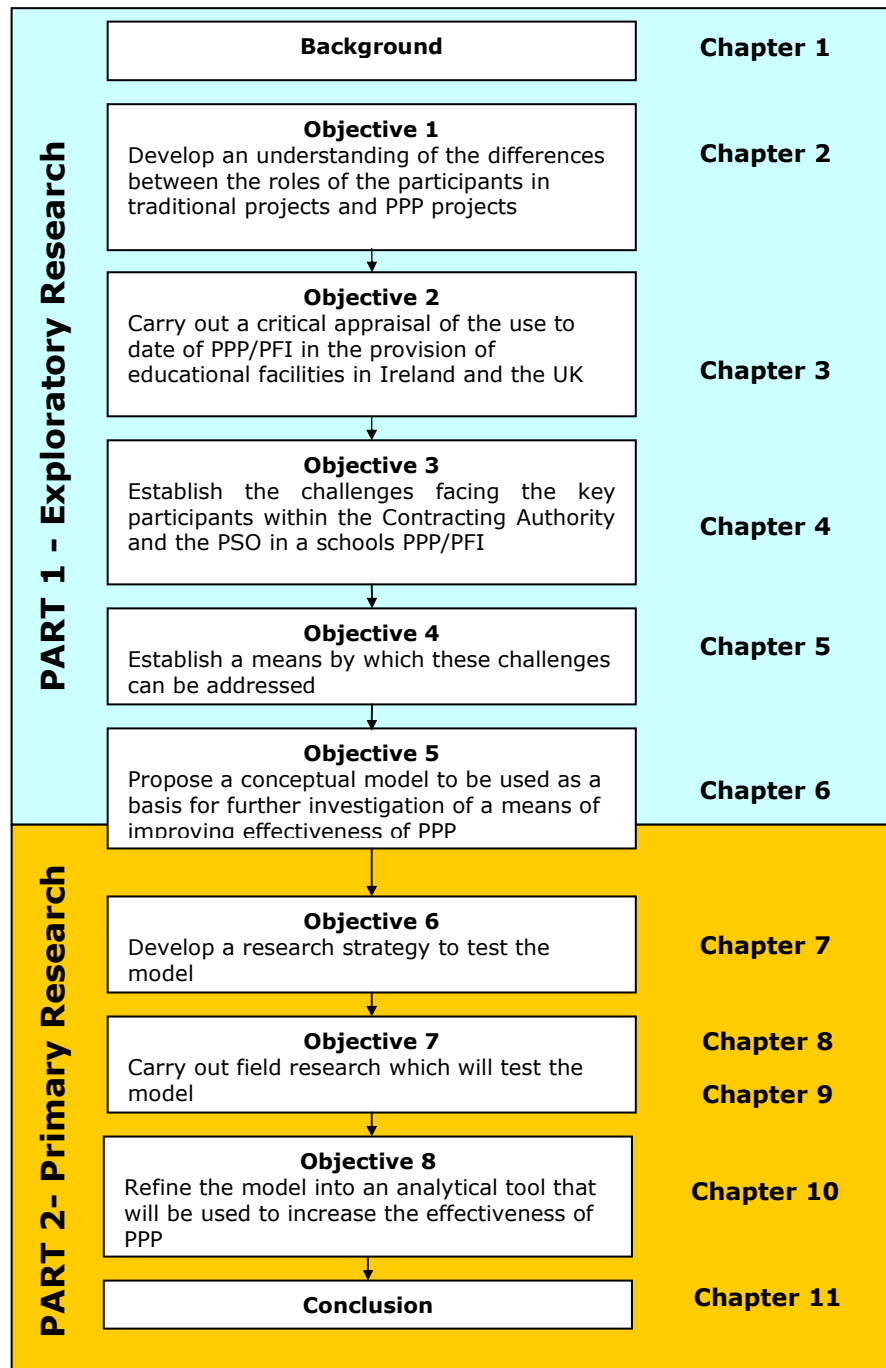 PART 1 - Exploratory Research
Background
Chapter 1
Objective 1
Develop an understanding of the differences
between the roles of the participants in
traditional projects and PPP projects
Chapter 2
Objective 2
Carry out a critical appraisal of the use to
date of PPP/PFI in the provision of
educational facilities in Ireland and the UK
Chapter 3
Objective 3
Establish the challenges facing the key
participants within the Contracting Authority
and the PSO in a schools PPP/PFI
Chapter 4
Objective 4
Establish a means by which these challenges
can be addressed
Chapter 5
Objective 5
Propose a conceptual model to be used as a
basis for further investigation of a means of
improving effectiveness of PPP
Chapter 6
PART 2- Primary Research
Objective 6
Develop a research strategy to test the
model
Chapter 7
Objective 7
Carry out field research which will test the
model
Chapter 8
Chapter 9
Objective 8
Refine the model into an analytical tool that
will be used to increase the effectiveness of
PPP
Chapter 10
Conclusion
Chapter 11